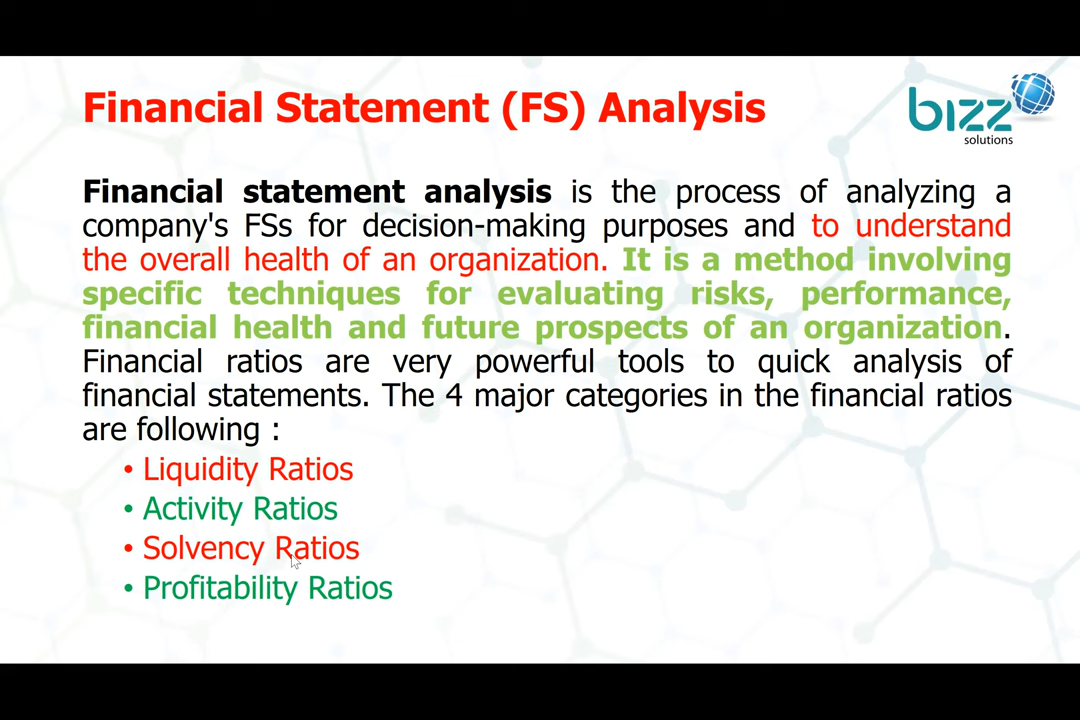 Financial Statement (FS) Analysis
bizz
solutions
Financial statement analysis is the process of analyzing a
company's FSs for decision-making purposes and to understand
the overall health of an organization. It is a method involving
specific techniques for evaluating risks, performance,
financial health and future prospects of an organization.
Financial ratios are very powerful tools to quick analysis of
financial statements. The 4 major categories in the financial ratios
are following :
• Liquidity Ratios
• Activity Ratios
• Solvency Ratios
• Profitability Ratios